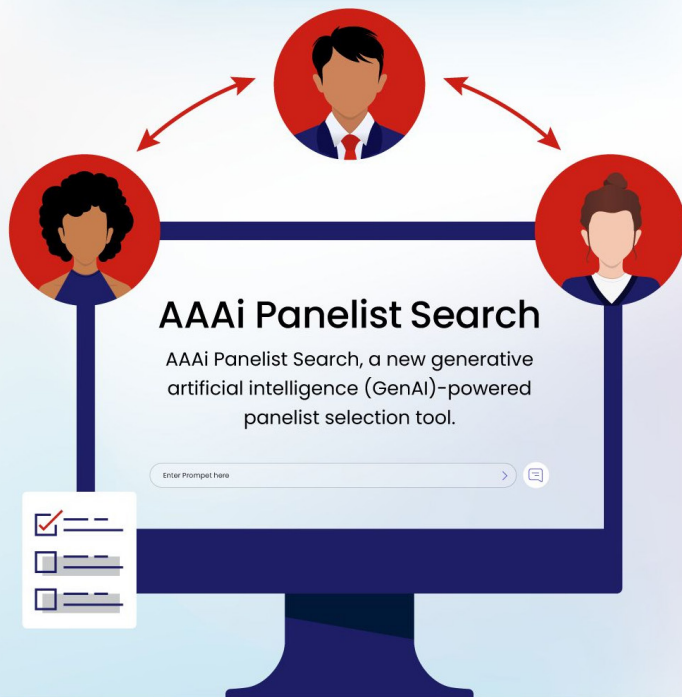 AAAi Panelist Search
AAAi Panelist Search, a new generative
artificial intelligence (GenAI)-powered
panelist selection tool.
Enter Prompet here